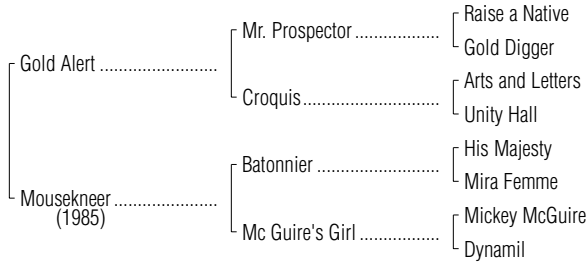 Raise a Native
Mr. Prospector ....................
Gold Digger
Gold Alert ...........................
Arts and Letters
Croquis................................
Unity Hall
His Majesty
Batonnier ............................
Mira Femme
Mousekneer ........................
(1985)
Mickey McGuire
Mc Guire's Girl ...................
Dynamil